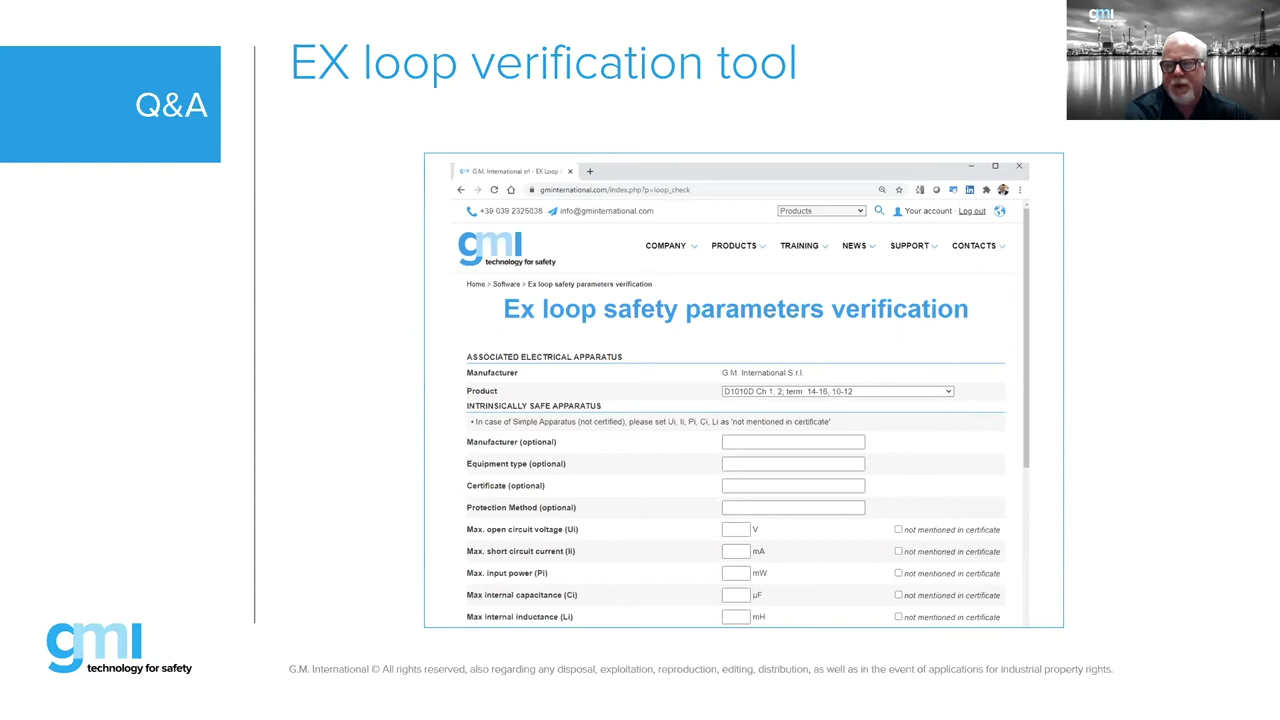 EX loop verification tool
gmi
Q&A
G.M. International srl - EX Loop
gminternational.com/index.php?p=loop_check
+39 039 2325038 info@gminternational.com Products Your account - Log out
gmi
technology for safety
COMPANY PRODUCTS TRAINING NEWS SUPPORT CONTACTS
Home > Software > Ex loop safety parameters verification
Ex loop safety parameters verification
ASSOCIATED ELECTRICAL APPARATUS
Manufacturer G.M. International S.r.l.
Product D1010D Ch 1, 2; term 14-16, 10-12
INTRINSICALLY SAFE APPARATUS
• In case of Simple Apparatus (not certified), please set Ui, Ii, Pi, Ci, Li as 'not mentioned in certificate'
Manufacturer (optional)
Equipment type (optional)
Certificate (optional)
Protection Method (optional)
Max. open circuit voltage (Ui) V not mentioned in certificate
Max. short circuit current (Ii) mA not mentioned in certificate
Max. input power (Pi) mW not mentioned in certificate
Max internal capacitance (Ci) µF not mentioned in certificate
Max internal inductance (Li) mH not mentioned in certificate
gmi
technology for safety
G.M. International © All rights reserved, also regarding any disposal, exploitation, reproduction, editing, distribution, as well as in the event of applications for industrial property rights.